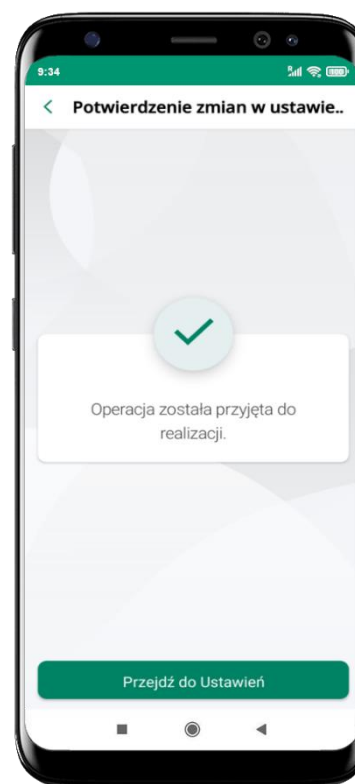 9:34
Potwierdzenie zmian w ustawie..
Operacja została przyjęta do
realizacji.
Przejdź do Ustawień